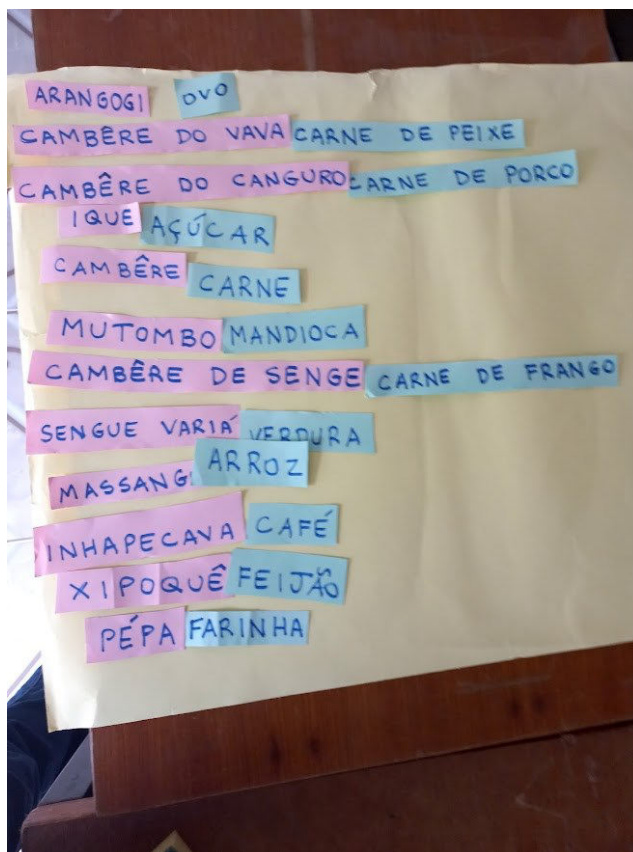 ARANGOGI OVO
CAMBÊRE DO VAVA CARNE DE PEIXE
CAMBÊRE DO CANGURO CARNE DE PORCO
IQUE AÇÚCAR
CAMBÊRE CARNE
MUTOMBO MANDIOCA
CAMBÊRE DE SENGE CARNE DE FRANGO
SENGUE VARIÁ VERDURA
MASSANG ARROZ
INHAPECAVA CAFÉ
XIPOQUÊ FEIJÃO
PÉPA FARINHA